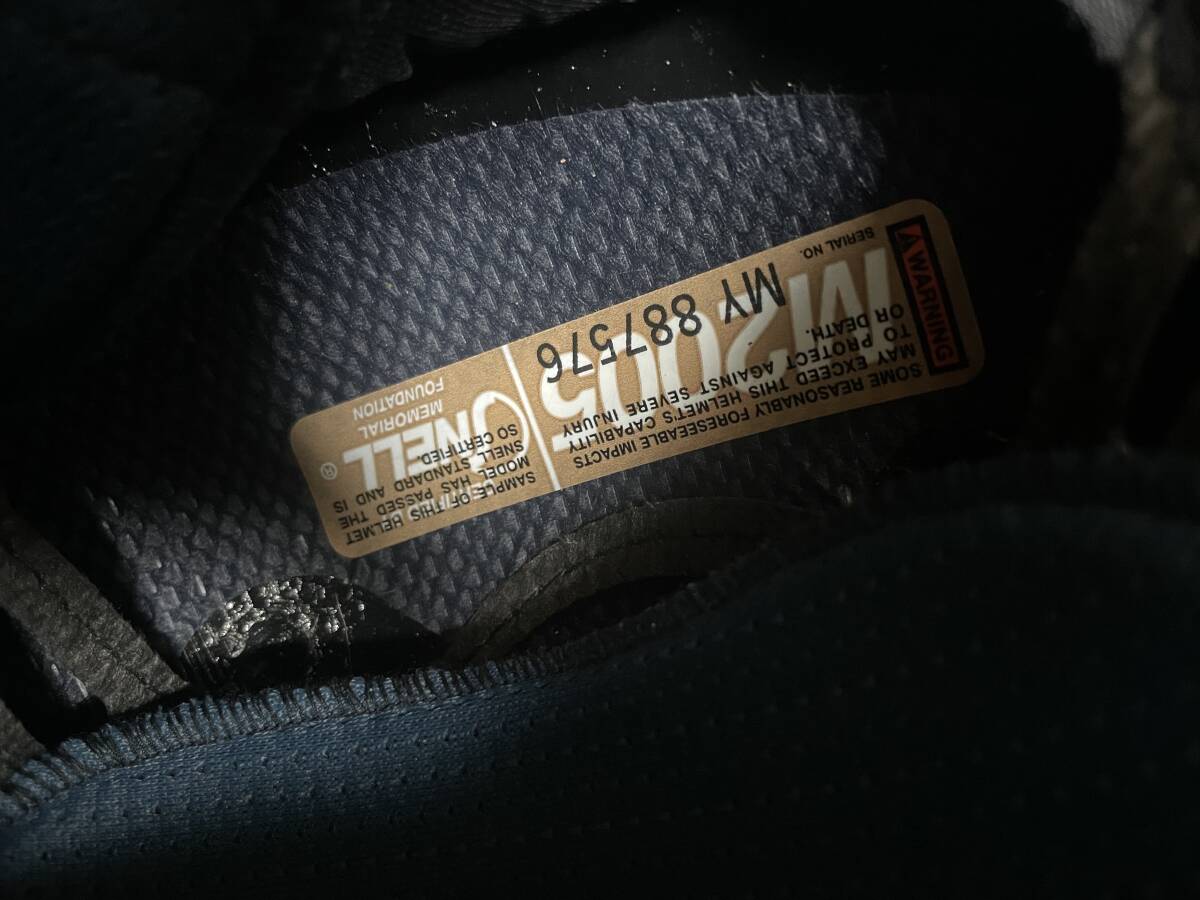 ⚠WARNING
SERIAL NO.
MY 887576
M2005
SOME REASONABLY FORESEEABLE IMPACTS
MAY EXCEED THIS HELMET'S CAPABILITY
TO PROTECT AGAINST SEVERE INJURY
OR DEATH.
SNELL®
MEMORIAL
FOUNDATION
SAMPLE OF THIS HELMET
MODEL HAS PASSED THE
SNELL STANDARD AND IS
SO CERTIFIED.